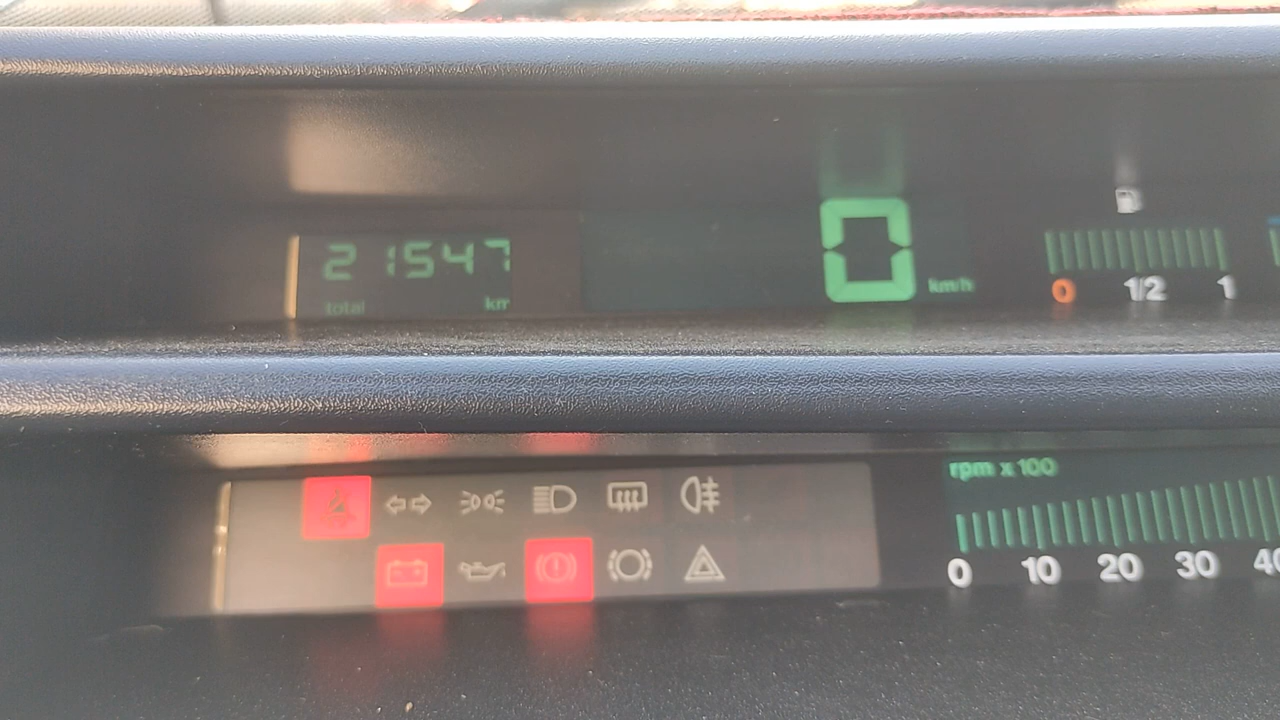 21547
total km
0 km/h
0 1/2 1
rpm x 100
0 10 20 30 40